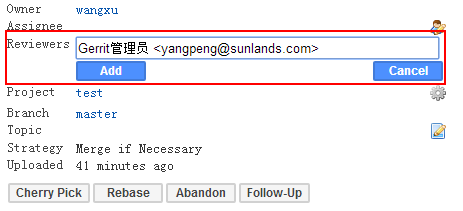 Owner wangxu
Assignee
Reviewers Gerrit管理员 <yangpeng@sunlands.com>
Add Cancel
Project test
Branch master
Topic
Strategy Merge if Necessary
Uploaded 41 minutes ago
Cherry Pick Rebase Abandon Follow-Up